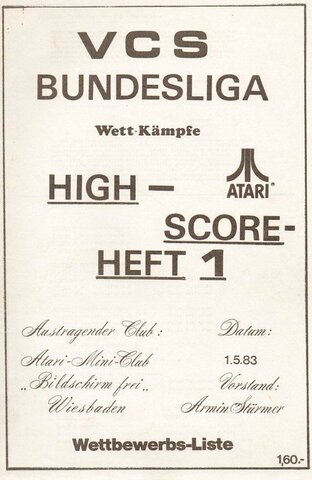 VCS
BUNDESLIGA
Wett-Kämpfe
ATARI®
HIGH –
SCORE-
HEFT 1
Austragender Club: Datum:
Atari-Mini-Club 1.5.83
„Bildschirm frei" Vorstand:
Wiesbaden Armin Stürmer
Wettbewerbs-Liste
1,60.-